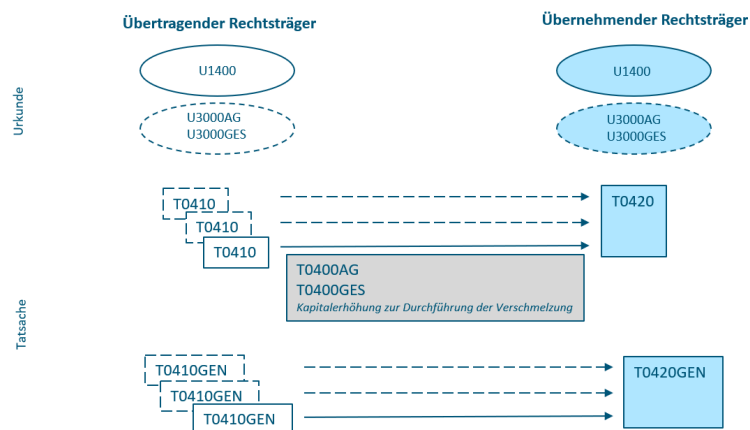 Übertragender Rechtsträger
Übernehmender Rechtsträger
Urkunde
U1400
U1400
U3000AG
U3000GES
U3000AG
U3000GES
Tatsache
T0410
T0410
T0410
T0420
T0400AG
T0400GES
Kapitalerhöhung zur Durchführung der Verschmelzung
T0410GEN
T0410GEN
T0410GEN
T0420GEN